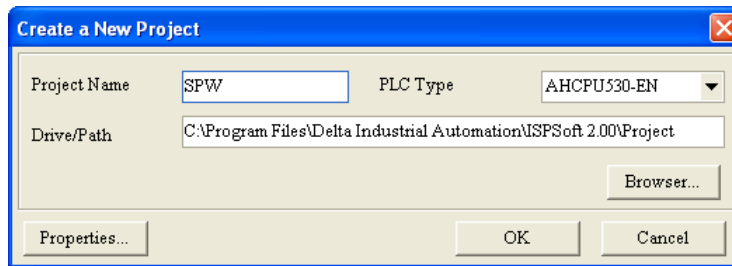 Create a New Project
Project Name SPW PLC Type AHCPU530-EN
Drive/Path C:\Program Files\Delta Industrial Automation\ISPSoft 2.00\Project
Browser...
Properties... OK Cancel